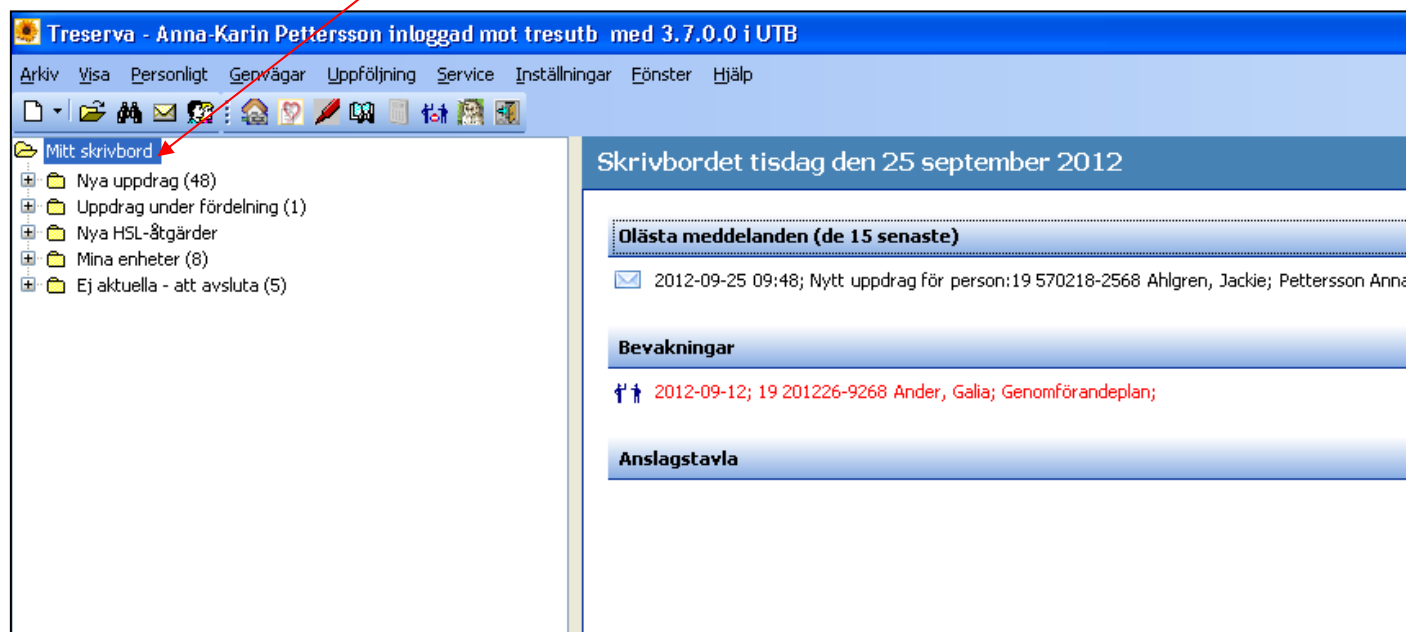 Treserva - Anna-Karin Pettersson inloggad mot tresutb med 3.7.0.0 i UTB
Arkiv Visa Personligt Genvägar Uppföljning Service Inställningar Fönster Hjälp
Mitt skrivbord
Nya uppdrag (48)
Uppdrag under fördelning (1)
Nya HSL-åtgärder
Mina enheter (8)
Ej aktuella - att avsluta (5)
Skrivbordet tisdag den 25 september 2012
Olästa meddelanden (de 15 senaste)
2012-09-25 09:48; Nytt uppdrag för person:19 570218-2568 Ahlgren, Jackie; Pettersson Anna
Bevakningar
2012-09-12; 19 201226-9268 Ander, Galia; Genomförandeplan;
Anslagstavla